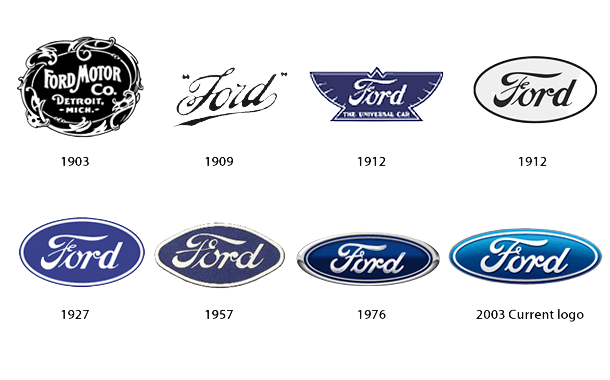 FORD MOTOR
CO.
DETROIT,
- MICH. -
"Ford"
Ford
THE UNIVERSAL CAR
Ford
1903
1909
1912
1912
Ford
Ford
Ford
Ford
1927
1957
1976
2003 Current logo